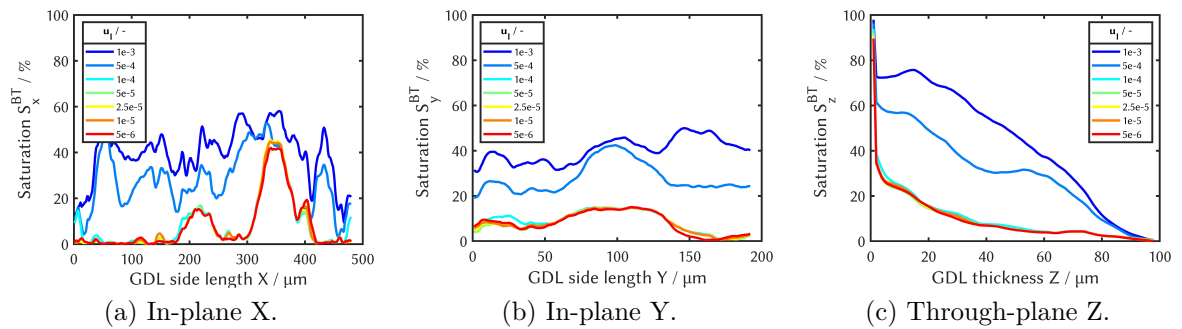 100
80
60
40
20
0
Saturation S_x^BT / %
u_l / -
1e-3
5e-4
1e-4
5e-5
2.5e-5
1e-5
5e-6
0 100 200 300 400 500
GDL side length X / μm
(a) In-plane X.
100
80
60
40
20
0
Saturation S_y^BT / %
u_l / -
1e-3
5e-4
1e-4
5e-5
2.5e-5
1e-5
5e-6
0 50 100 150 200
GDL side length Y / μm
(b) In-plane Y.
100
80
60
40
20
0
Saturation S_z^BT / %
u_l / -
1e-3
5e-4
1e-4
5e-5
2.5e-5
1e-5
5e-6
0 20 40 60 80 100
GDL thickness Z / μm
(c) Through-plane Z.